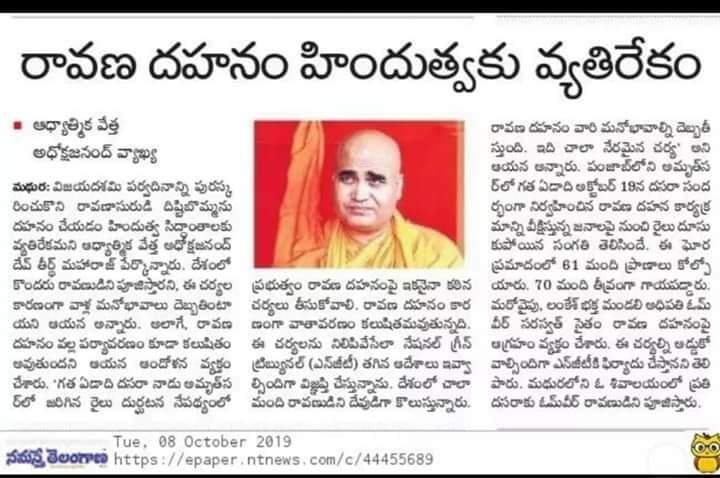 రావణ దహనం హిందుత్వకు వ్యతిరేకం
ఆధ్యాత్మిక వేత్త
అధోక్షజనంద్ వ్యాఖ్య
మథుర: విజయదశమి పర్వదినాన్ని పురస్క
రించుకొని రావణాసురుడి దిష్టిబొమ్మను
దహనం చేయడం హిందుత్వ సిద్ధాంతాలకు
వ్యతిరేకమని ఆధ్యాత్మిక వేత్త అధోక్షజనంద్
దేవ్ తీర్థ్ మహరాజ్ పేర్కొన్నారు. దేశంలో
కొందరు రావణుడిని పూజిస్తారని, ఈ చర్యల
కారణంగా వాళ్ల మనోభావాలు దెబ్బతింటా
యని ఆయన అన్నారు. అలాగే, రావణ
దహనం వల్ల పర్యావరణం కూడా కలుషితం
అవుతుందని ఆయన ఆందోళన వ్యక్తం
చేశారు. 'గత ఏడాది దసరా నాడు అమృత్‌స
ర్‌లో జరిగిన రైలు దుర్ఘటన నేపథ్యంలో
ప్రభుత్వం రావణ దహనంపై ఇకనైనా కఠిన
చర్యలు తీసుకోవాలి. రావణ దహనం కార
ణంగా వాతావరణం కలుషితమవుతున్నది.
ఈ చర్యలను నిలిపివేసేలా నేషనల్ గ్రీన్
ట్రిబ్యునల్ (ఎన్‌జీటీ) తగిన ఆదేశాలు ఇవ్వా
ల్సిందిగా విజ్ఞప్తి చేస్తున్నాను. దేశంలో చాలా
మంది రావణుడిని దేవుడిగా కొలుస్తున్నారు.
రావణ దహనం వారి మనోభావాల్ని దెబ్బతీ
స్తుంది. ఇది చాలా నేరమైన చర్య' అని
ఆయన అన్నారు. పంజాబ్‌లోని అమృత్‌స
ర్‌లో గత ఏడాది అక్టోబర్ 19న దసరా సంద
ర్భంగా నిర్వహించిన రావణ దహన కార్యక్ర
మాన్ని వీక్షిస్తున్న జనాలపై నుంచి రైలు దూసు
కుపోయిన సంగతి తెలిసిందే. ఈ ఘోర
ప్రమాదంలో 61 మంది ప్రాణాలు కోల్పో
యారు. 70 మంది తీవ్రంగా గాయపడ్డారు.
మరోవైపు, లంకేశ్ భక్త మండలి అధిపతి ఓమ్
వీర్ సరస్వత్ సైతం రావణ దహనంపై
ఆగ్రహం వ్యక్తం చేశారు. ఈ చర్యల్ని అడ్డుకో
వాల్సిందిగా ఎన్‌జీటీకి ఫిర్యాదు చేస్తానని తెలి
పారు. మథురలోని ఓ శివాలయంలో ప్రతి
దసరాకు ఓమ్‌వీర్ రావణుడిని పూజిస్తారు.
నమస్తే తెలంగాణ
Tue, 08 October 2019
https://epaper.ntnews.com/c/44455689